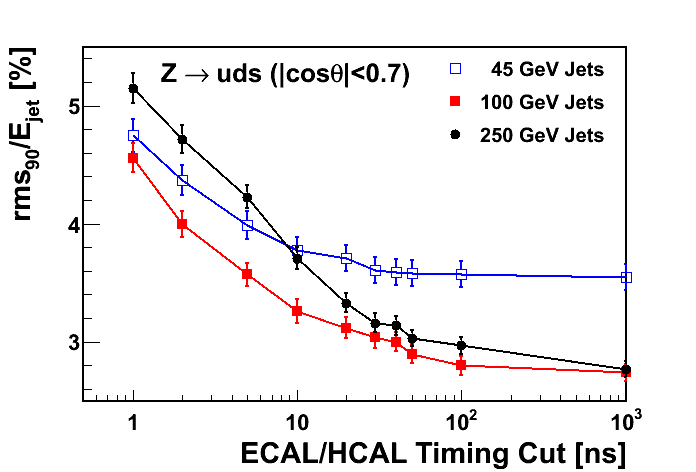 Z → uds (|cosθ|<0.7)
45 GeV Jets
100 GeV Jets
250 GeV Jets
rms₉₀/E_jet [%]
5
4
3
1 10 10² 10³
ECAL/HCAL Timing Cut [ns]